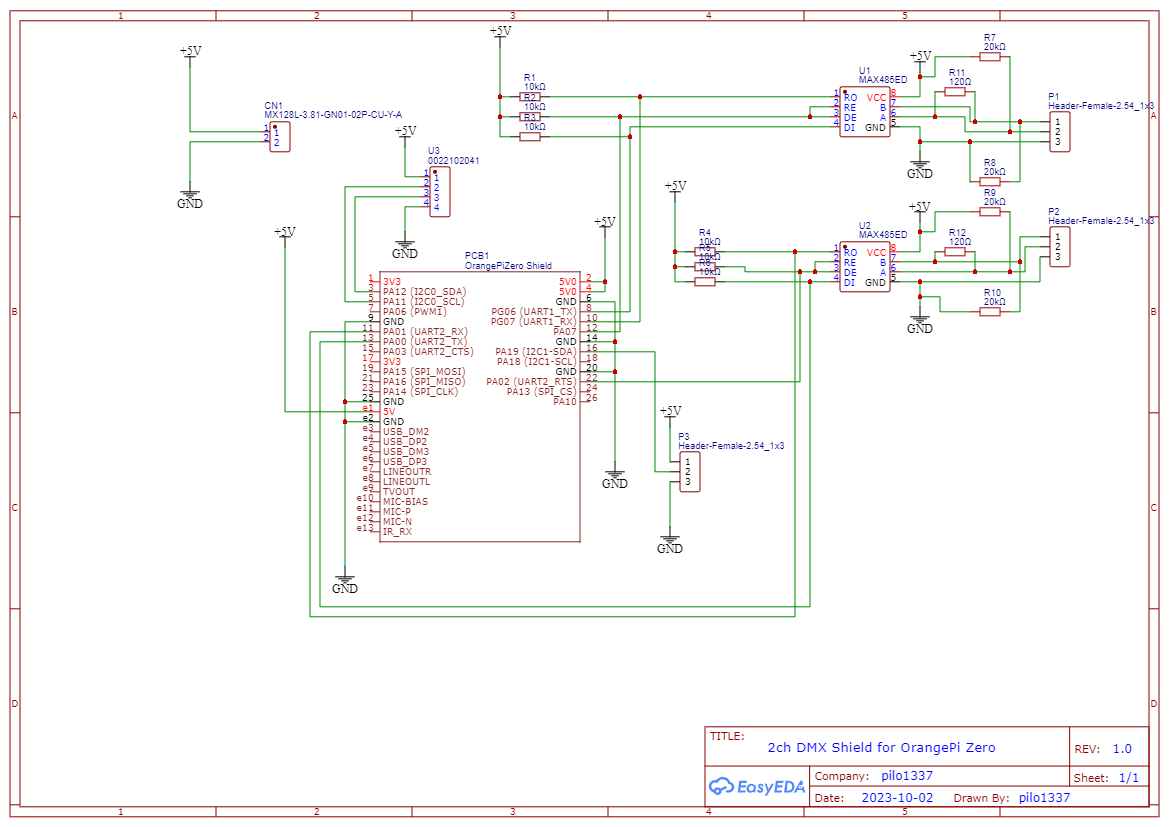 1 2 3 4 5
A
B
C
D
A
B
C
D
+5V
CN1
MX128L-3.81-GN01-02P-CU-Y-A
1 1
2 2
GND
+5V
U3
0022102041
1 1
2 2
3 3
4 4
GND
+5V
R1
10kΩ
R2
10kΩ
R3
10kΩ
U1
MAX485ED
1 RO VCC 8
2 RE B 7
3 DE A 6
4 DI GND 5
+5V
GND
R7
20kΩ
R11
120Ω
R8
20kΩ
P1
Header-Female-2.54_1x3
1
2
3
+5V
R4
10kΩ
R5
10kΩ
R6
10kΩ
U2
MAX485ED
1 RO VCC 8
2 RE B 7
3 DE A 6
4 DI GND 5
+5V
GND
R9
20kΩ
R12
120Ω
R10
20kΩ
P2
Header-Female-2.54_1x3
1
2
3
+5V
+5V
PCB1
OrangePiZero Shield
1 3V3
3 PA12 (I2C0_SDA)
5 PA11 (I2C0_SCL)
7 PA06 (PWM1)
9 GND
11 PA01 (UART2_RX)
13 PA00 (UART2_TX)
15 PA03 (UART2_CTS)
17 3V3
19 PA15 (SPI_MOSI)
21 PA16 (SPI_MISO)
23 PA14 (SPI_CLK)
25 GND
e1 5V
e2 GND
e3 USB_DM2
e4 USB_DP2
e5 USB_DM3
e6 USB_DP3
e7 LINEOUTR
e8 LINEOUTL
e9 TVOUT
e10 MIC-BIAS
e11 MIC-P
e12 MIC-N
e13 IR_RX
5V0 2
5V0 4
GND 6
PG06 (UART1_TX) 8
PG07 (UART1_RX) 10
PA07 12
GND 14
PA19 (I2C1-SDA) 16
PA18 (I2C1-SCL) 18
GND 20
PA02 (UART2_RTS) 22
PA13 (SPI_CS) 24
PA10 26
GND
GND
+5V
P3
Header-Female-2.54_1x3
1
2
3
GND
TITLE:
2ch DMX Shield for OrangePi Zero
REV: 1.0
EasyEDA
Company: pilo1337
Sheet: 1/1
Date: 2023-10-02 Drawn By: pilo1337
1 2 3 4 5